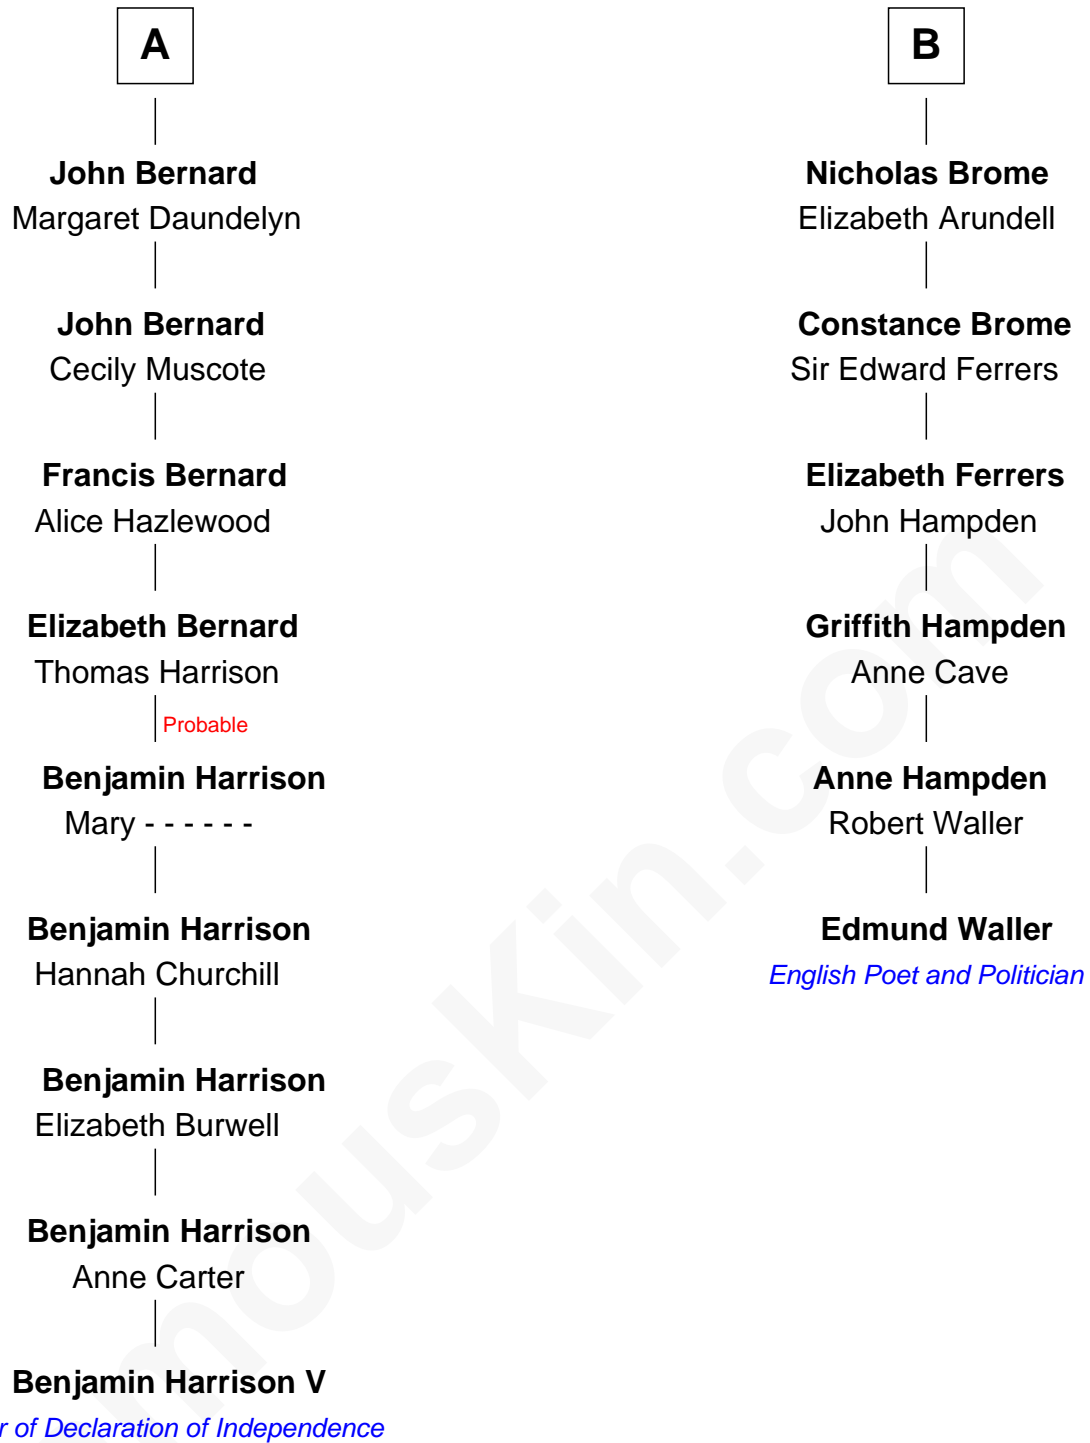 A
John Bernard
Margaret Daundelyn
John Bernard
Cecily Muscote
Francis Bernard
Alice Hazlewood
Elizabeth Bernard
Thomas Harrison
Probable
Benjamin Harrison
Mary - - - - - -
Benjamin Harrison
Hannah Churchill
Benjamin Harrison
Elizabeth Burwell
Benjamin Harrison
Anne Carter
Benjamin Harrison V
r of Declaration of Independence
B
Nicholas Brome
Elizabeth Arundell
Constance Brome
Sir Edward Ferrers
Elizabeth Ferrers
John Hampden
Griffith Hampden
Anne Cave
Anne Hampden
Robert Waller
Edmund Waller
English Poet and Politician
mousKin.com